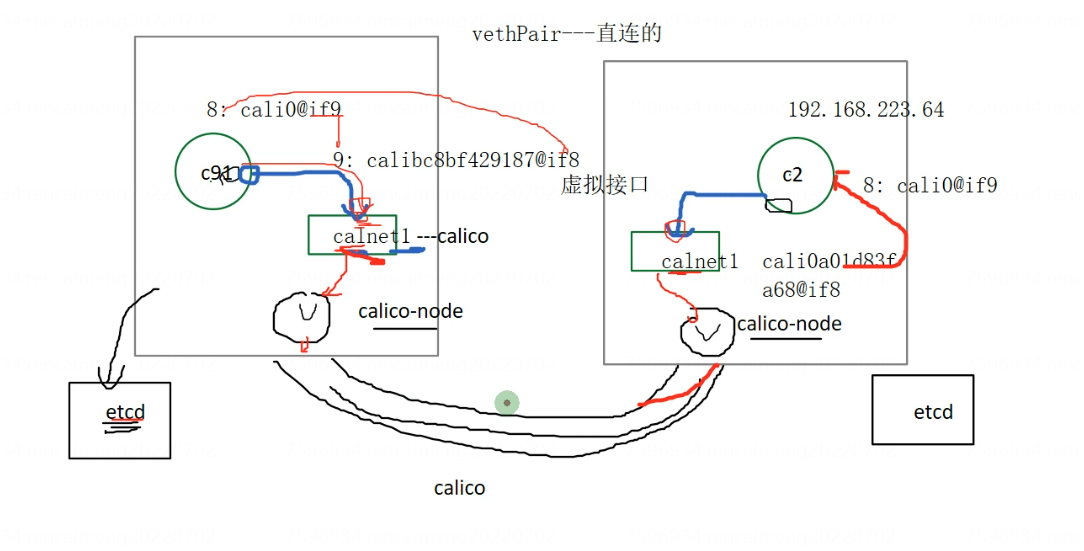 vethPair---直连的
8: cali0@if9
192.168.223.64
9: calibc8bf429187@if8
c91
c2
虚拟接口
8: cali0@if9
calnet1 ---calico
calnet1
cali0a01d83f
a68@if8
calico-node
calico-node
etcd
etcd
calico